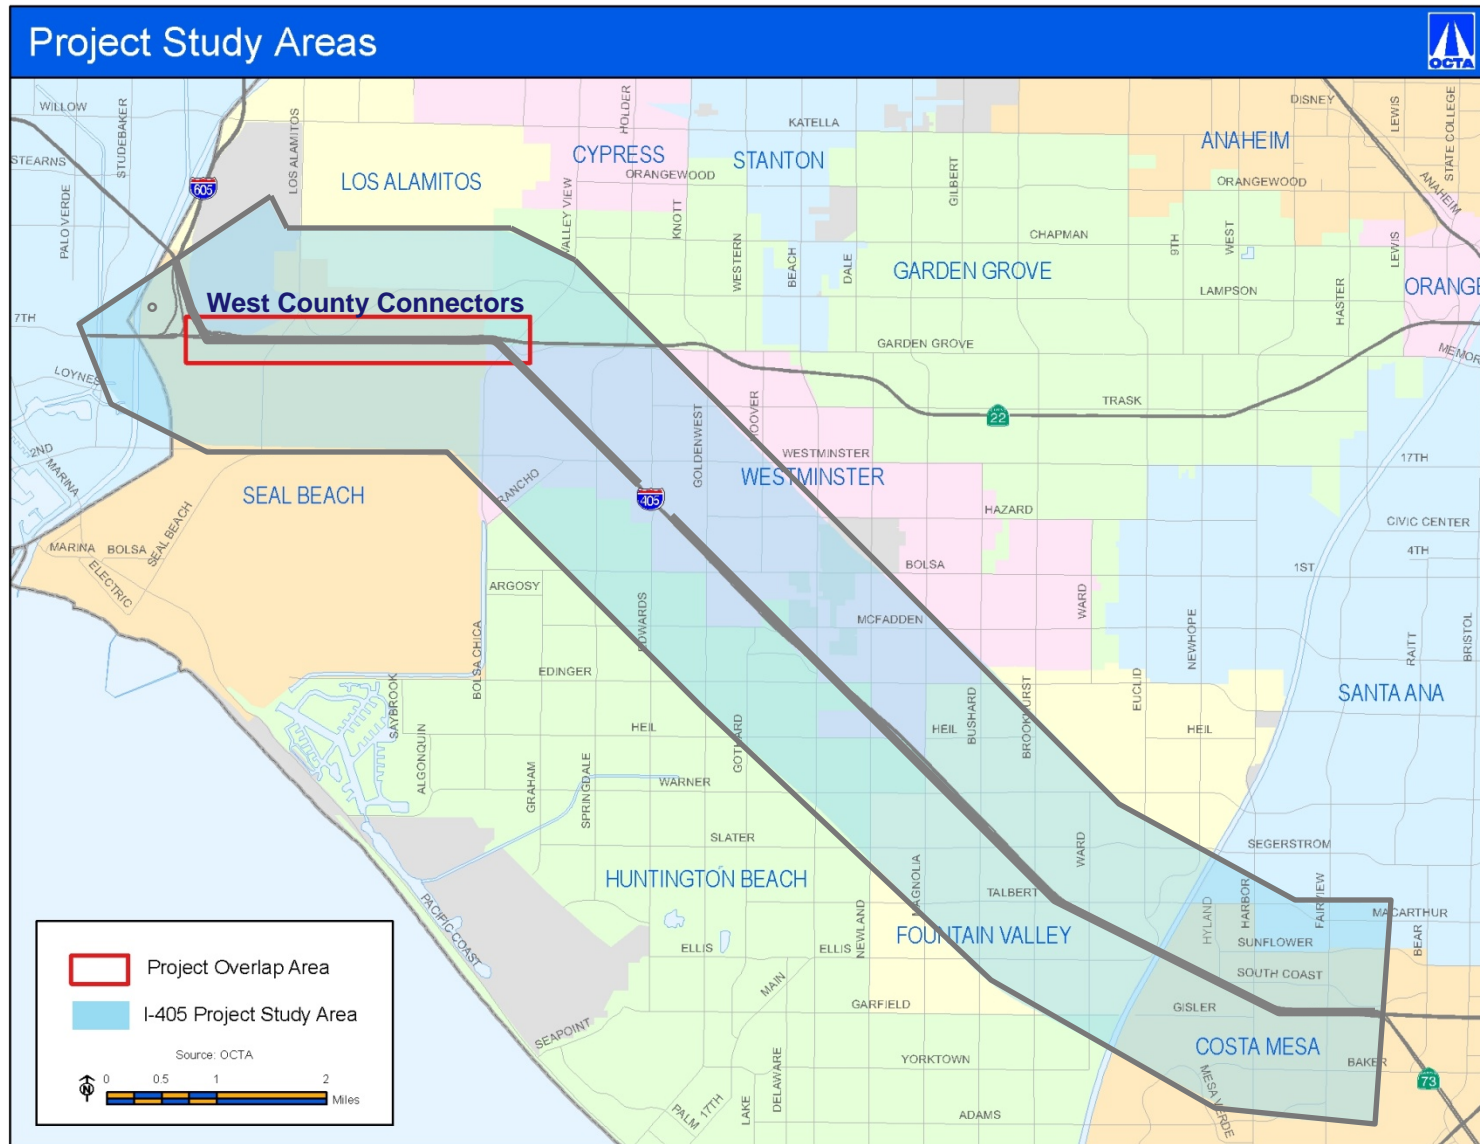 Project Study Areas
OCTA
WILLOW
STUDEBAKER
STEARNS
PALO VERDE
605
LOS ALAMITOS
LOS ALAMITOS
HOLDER
CYPRESS
ORANGEWOOD
VALLEY VIEW
KNOTT
KATELLA
STANTON
WESTERN
BEACH
DALE
GILBERT
DISNEY
LEWIS
STATE COLLEGE
ANAHEIM
ORANGEWOOD
ANAHEIM
CHAPMAN
9TH
WEST
LEWIS
GARDEN GROVE
LAMPSON
HASTER
ORANGE
West County Connectors
7TH
GARDEN GROVE
MEMOR
LOYNES
TRASK
22
2ND
MARINA
GOLDENWEST
HOOVER
WESTMINSTER
17TH
RANCHO
WESTMINSTER
SEAL BEACH
405
HAZARD
CIVIC CENTER
SEAL BEACH
MARINA
BOLSA
4TH
ELECTRIC
BOLSA
1ST
ARGOSY
EDWARDS
WARD
MCFADDEN
NEWHOPE
RAITT
BRISTOL
BOLSA CHICA
EDINGER
EUCLID
SANTA ANA
SAYBROOK
HEIL
GOTHARD
HEIL
BUSHARD
BROOKHURST
HEIL
ALGONQUIN
GRAHAM
SPRINGDALE
WARNER
SLATER
WARD
SEGERSTROM
HUNTINGTON BEACH
MAGNOLIA
TALBERT
HYLAND
HARBOR
FAIRVIEW
MACARTHUR
PACIFIC COAST
ELLIS
ELLIS
NEWLAND
FOUNTAIN VALLEY
SUNFLOWER
BEAR
SOUTH COAST
MAIN
GARFIELD
GISLER
SEAPOINT
YORKTOWN
COSTA MESA
BAKER
73
MESA VERDE
PALM
17TH
LAKE
DELAWARE
ADAMS
Project Overlap Area
I-405 Project Study Area
Source: OCTA
N
0 0.5 1 2
Miles